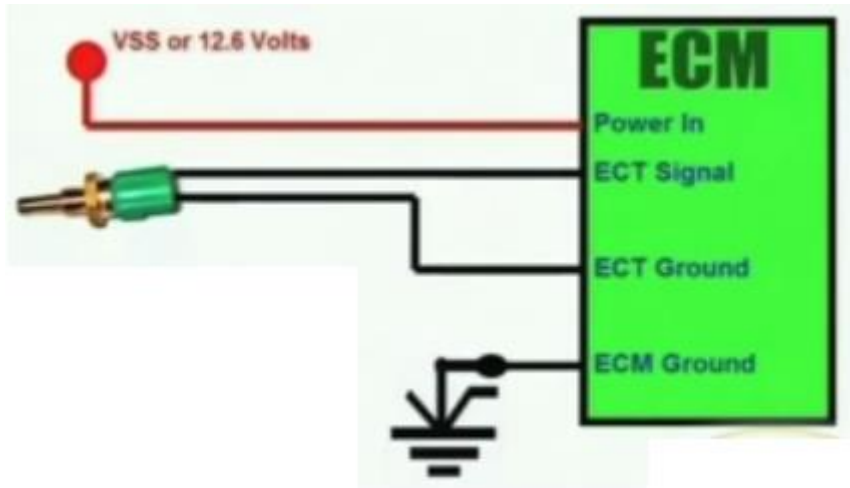 VSS or 12.6 Volts
ECM
Power In
ECT Signal
ECT Ground
ECM Ground